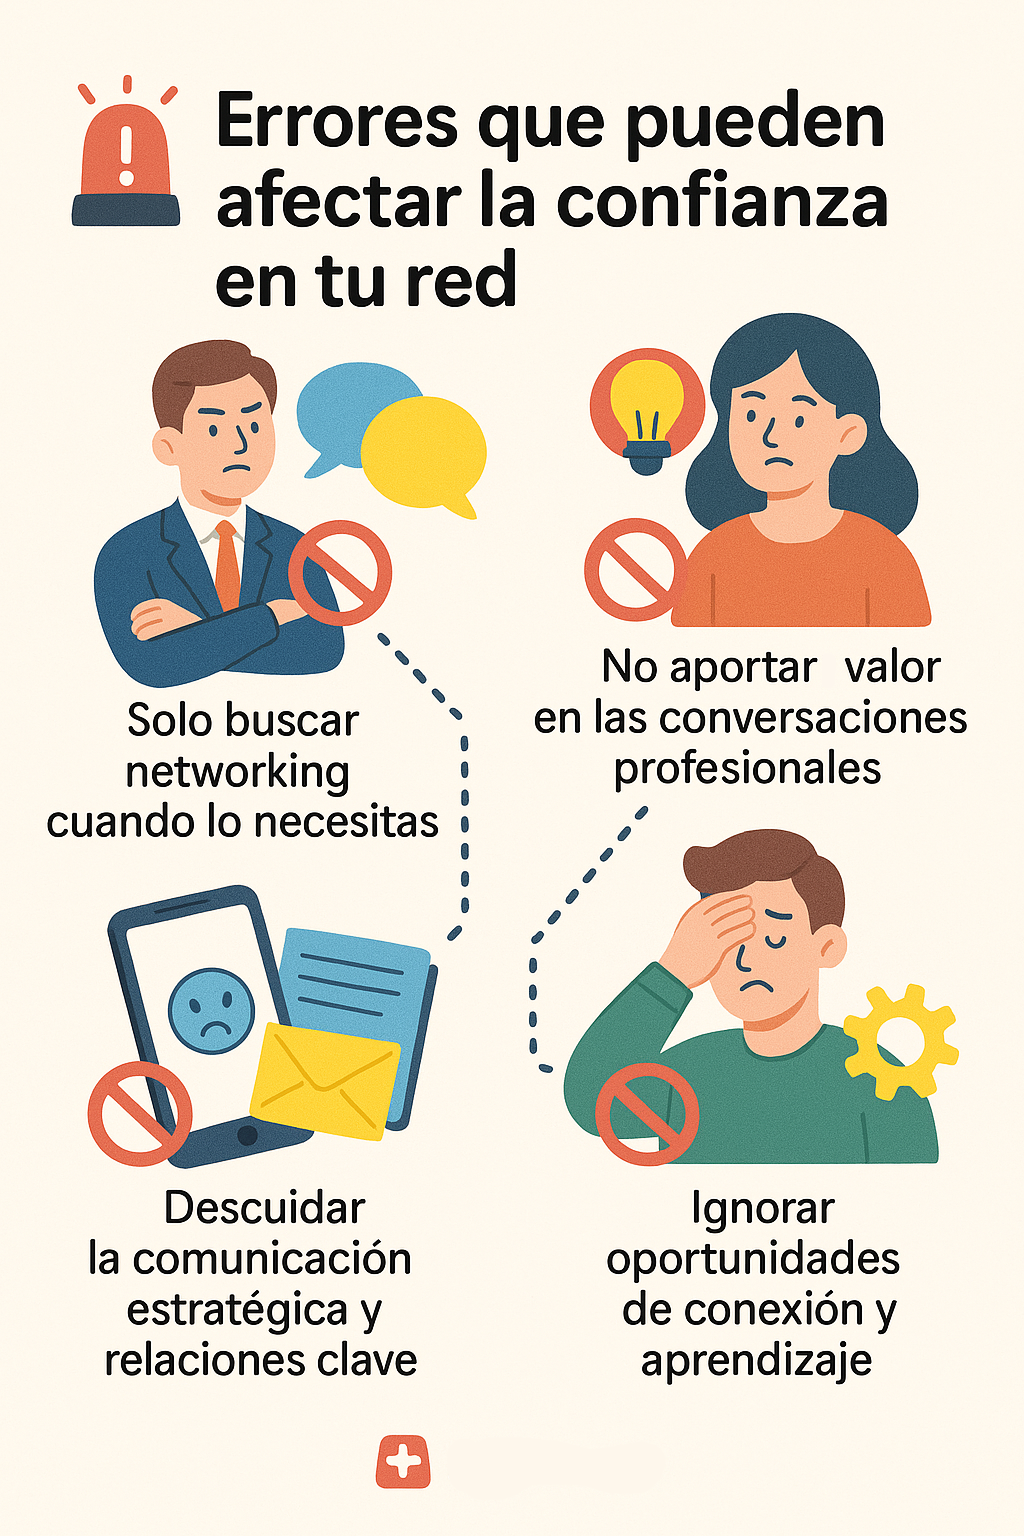 Errores que pueden
afectar la confianza
en tu red
Solo buscar
networking
cuando lo necesitas
No aportar valor
en las conversaciones
profesionales
Descuidar
la comunicación
estratégica y
relaciones clave
Ignorar
oportunidades
de conexión y
aprendizaje